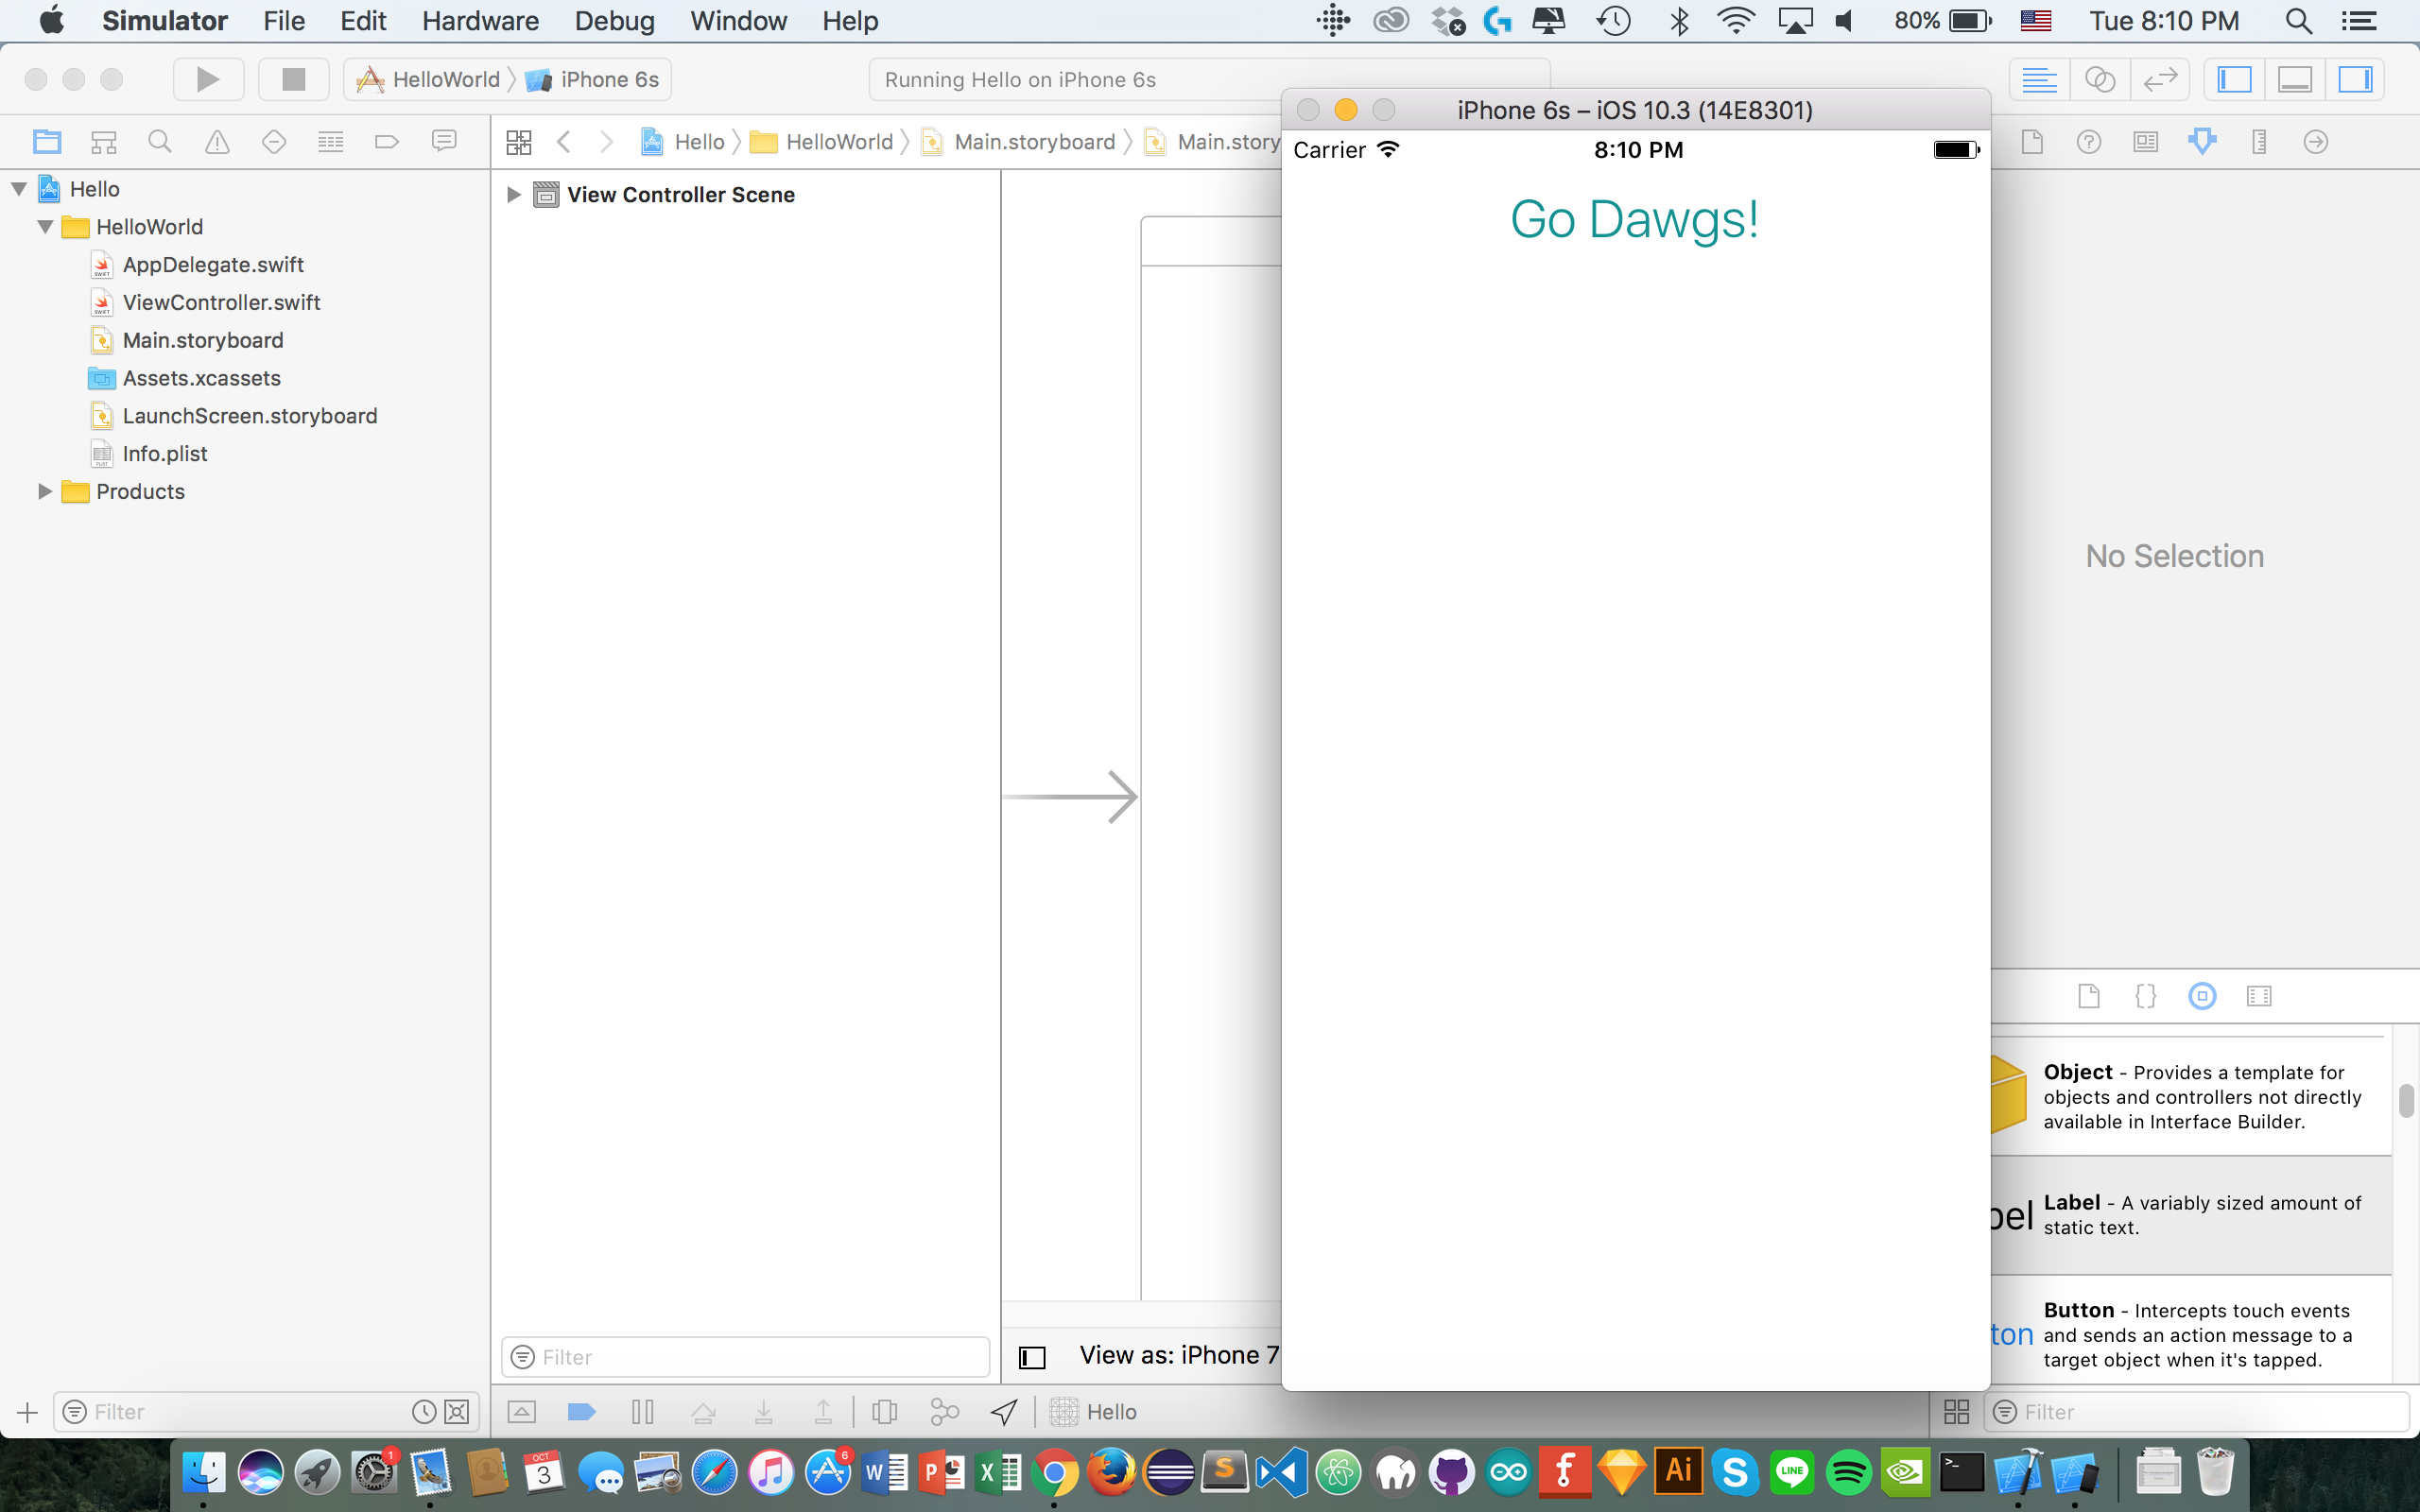 Simulator File Edit Hardware Debug Window Help 80% Tue 8:10 PM
HelloWorld iPhone 6s Running Hello on iPhone 6s
iPhone 6s – iOS 10.3 (14E8301)
Hello HelloWorld Main.storyboard Main.story
Carrier 8:10 PM
Go Dawgs!
Hello
HelloWorld
AppDelegate.swift
ViewController.swift
Main.storyboard
Assets.xcassets
LaunchScreen.storyboard
Info.plist
Products
View Controller Scene
No Selection
Object - Provides a template for
objects and controllers not directly
available in Interface Builder.
bel
Label - A variably sized amount of
static text.
ton
Button - Intercepts touch events
and sends an action message to a
target object when it's tapped.
Filter
View as: iPhone 7
Filter
Hello
Filter
1
OCT
3
6
W
P
X
S
f
Ai
S
LINE
>_